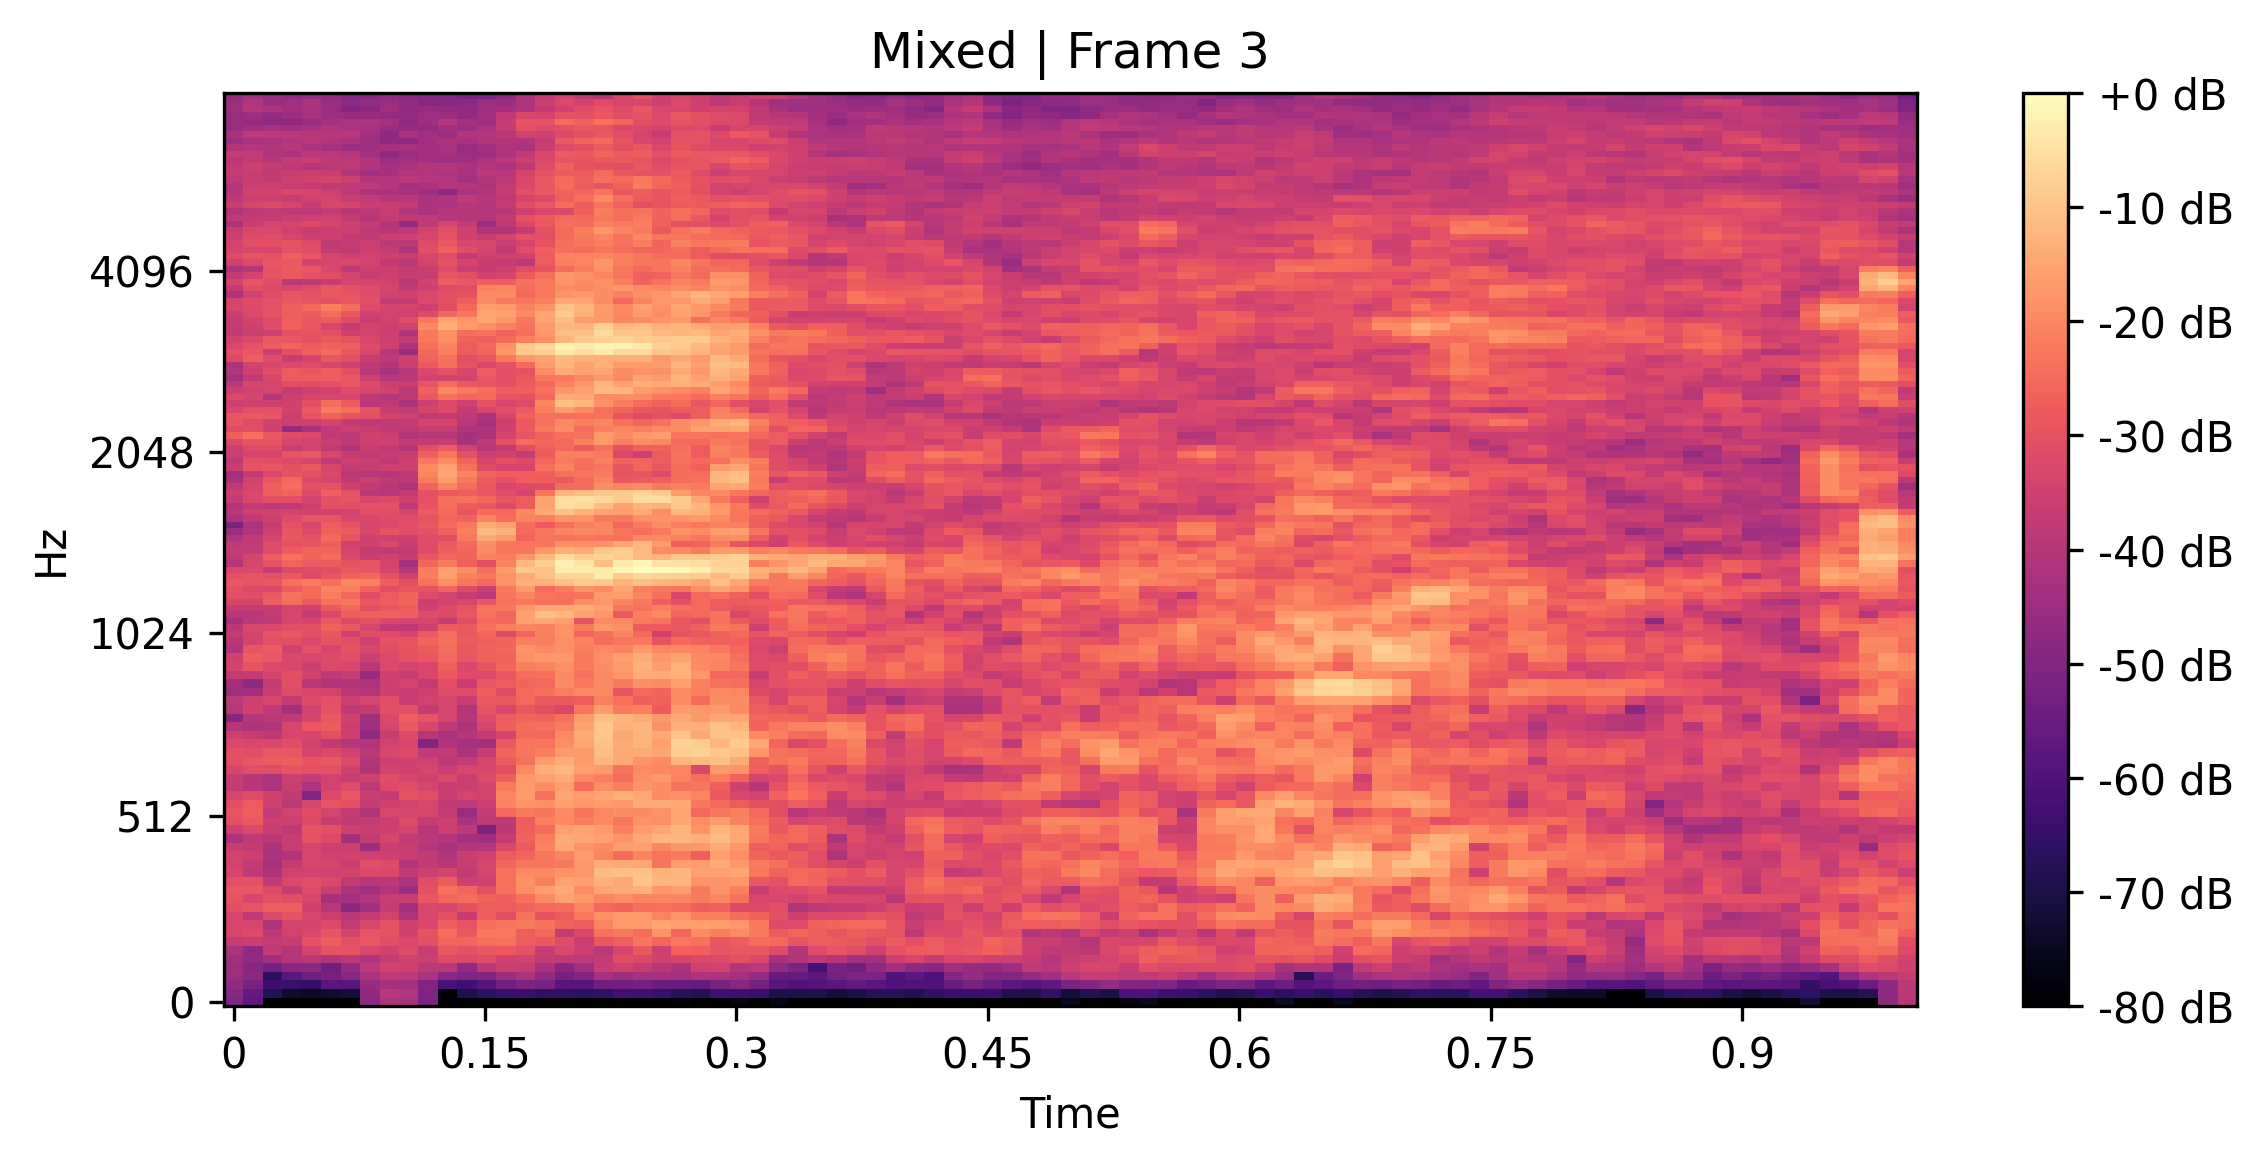 Mixed | Frame 3
Hz
4096
2048
1024
512
0
0 0.15 0.3 0.45 0.6 0.75 0.9
Time
+0 dB
-10 dB
-20 dB
-30 dB
-40 dB
-50 dB
-60 dB
-70 dB
-80 dB